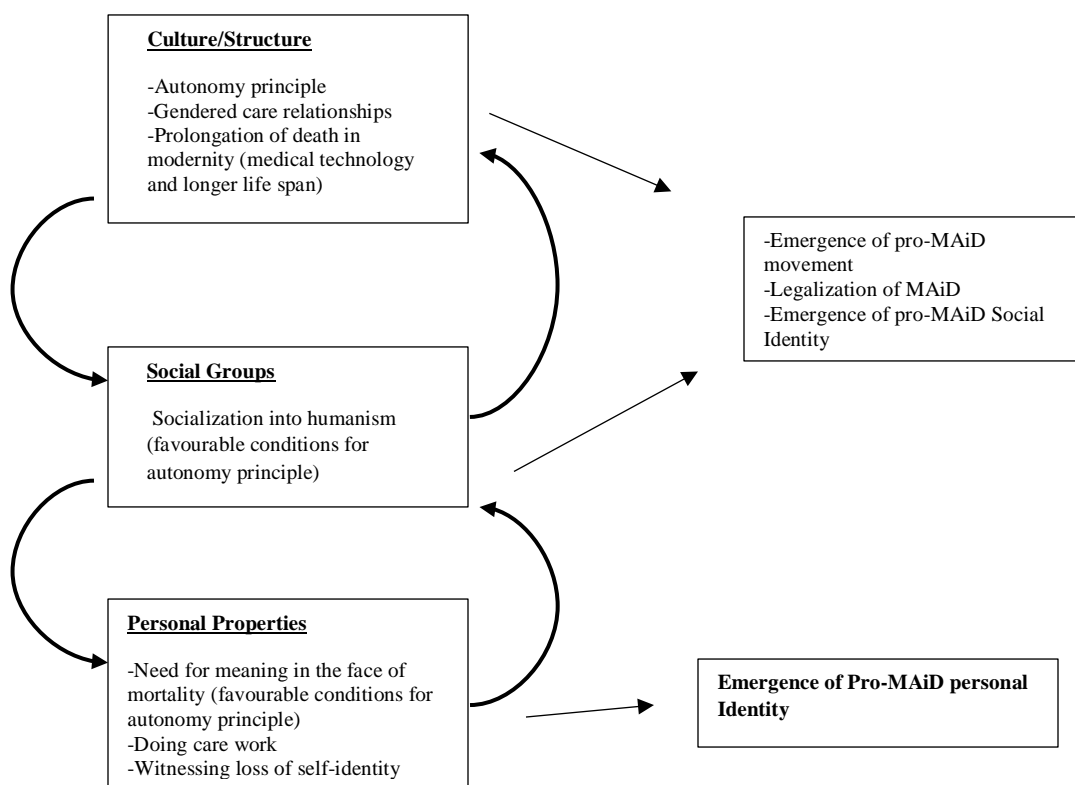 Culture/Structure
-Autonomy principle
-Gendered care relationships
-Prolongation of death in
modernity (medical technology
and longer life span)
-Emergence of pro-MAiD
movement
-Legalization of MAiD
-Emergence of pro-MAiD Social
Identity
Social Groups
Socialization into humanism
(favourable conditions for
autonomy principle)
Personal Properties
-Need for meaning in the face of
mortality (favourable conditions for
autonomy principle)
-Doing care work
-Witnessing loss of self-identity
Emergence of Pro-MAiD personal
Identity